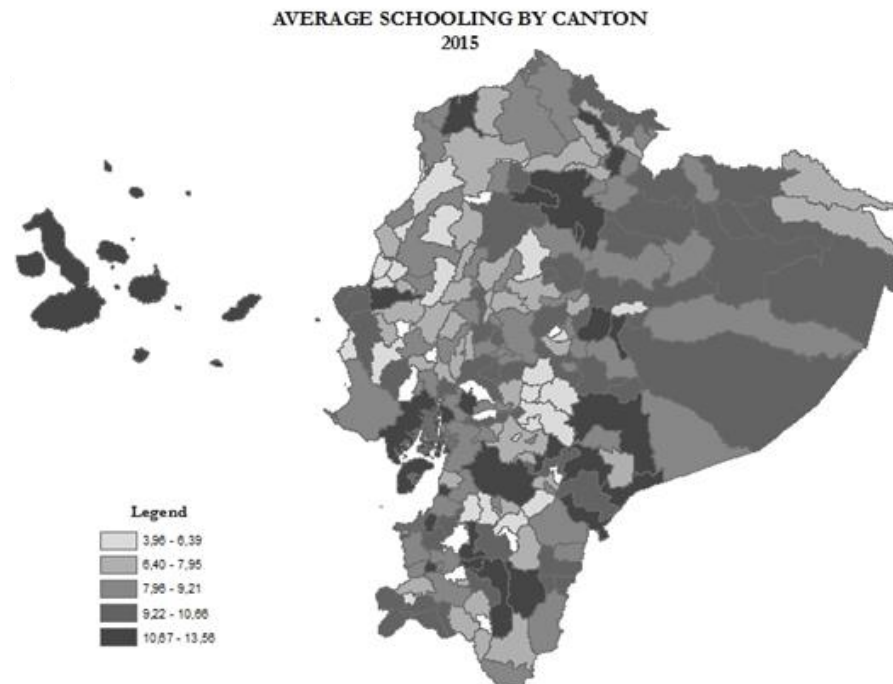 AVERAGE SCHOOLING BY CANTON
2015
Legend
3,96 - 6,39
6,40 - 7,95
7,96 - 9,21
9,22 - 10,66
10,67 - 13,56